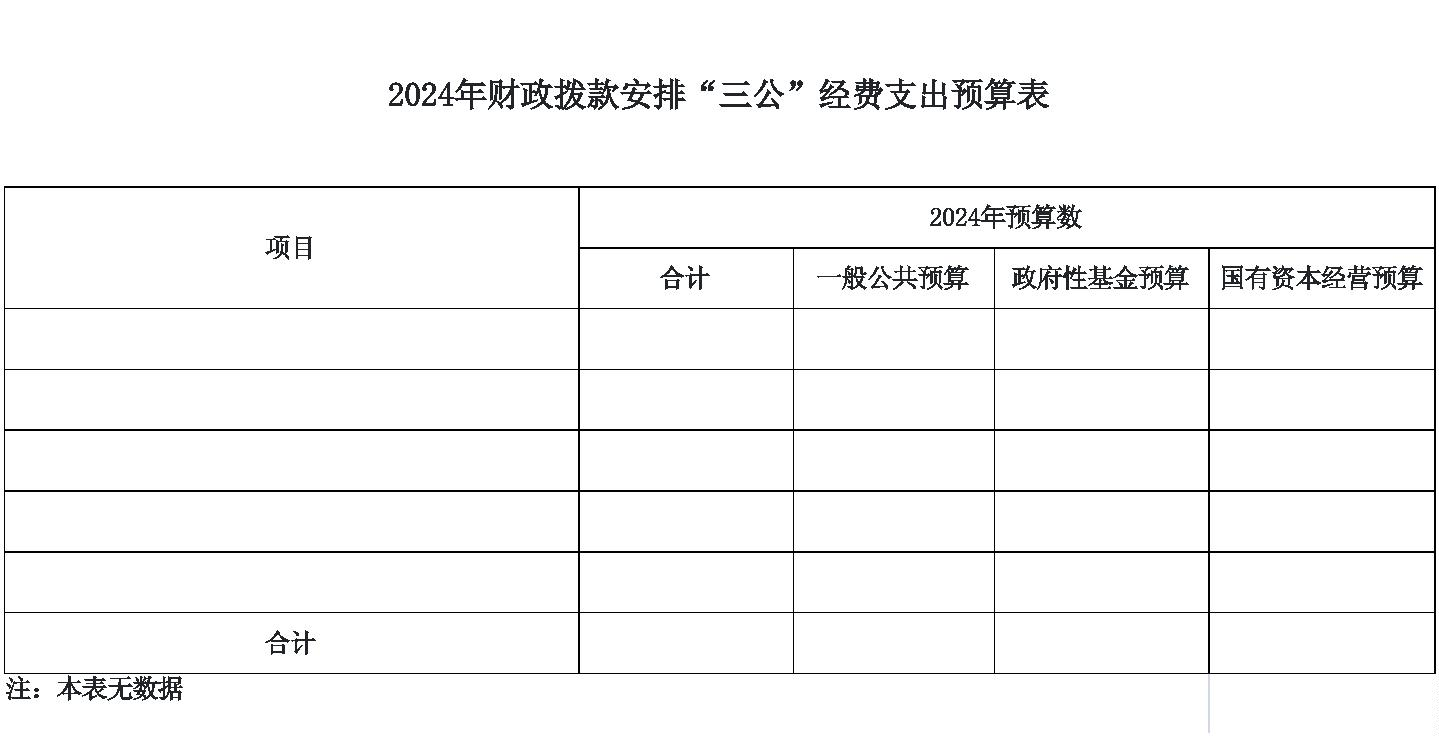 2024年财政拨款安排“三公”经费支出预算表
项目
2024年预算数
合计 一般公共预算 政府性基金预算 国有资本经营预算
合计
注：本表无数据